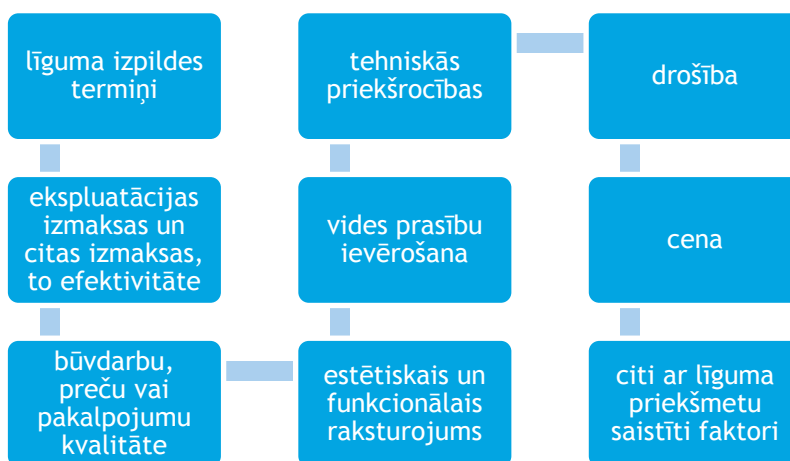 līguma izpildes
termiņi
ekspluatācijas
izmaksas un
citas izmaksas,
to efektivitāte
būvdarbu,
preču vai
pakalpojumu
kvalitāte
estētiskais un
funkcionālais
raksturojums
vides prasību
ievērošana
tehniskās
priekšrocības
drošība
cena
citi ar līguma
priekšmetu
saistīti faktori